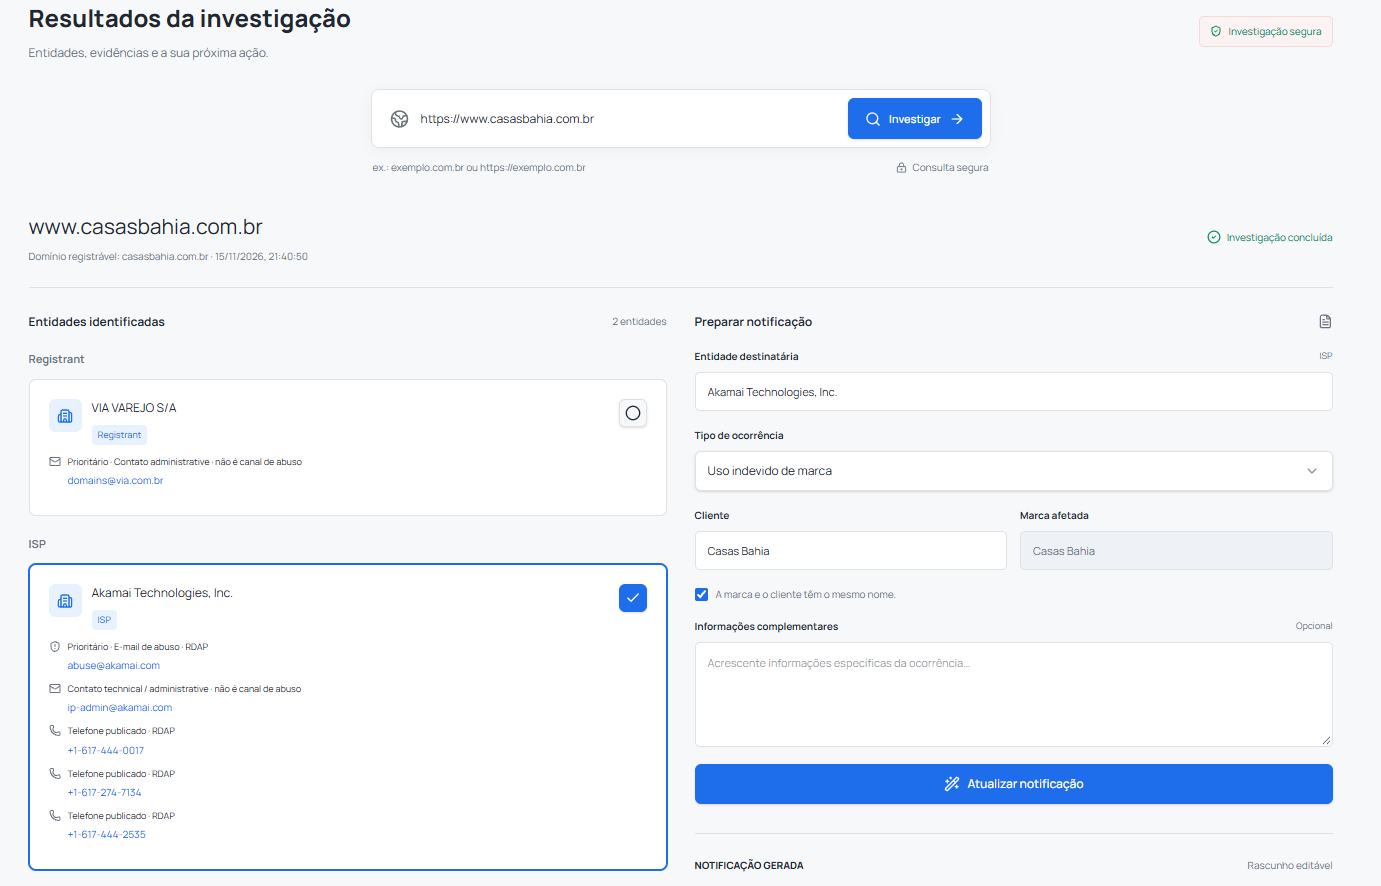 Resultados da investigação
Investigação segura
Entidades, evidências e a sua próxima ação.
https://www.casasbahia.com.br
Investigar
ex.: exemplo.com.br ou https://exemplo.com.br
Consulta segura
www.casasbahia.com.br
Investigação concluída
Domínio registrável: casasbahia.com.br · 15/11/2026, 21:40:50
Entidades identificadas
2 entidades
Registrant
VIA VAREJO S/A
Registrant
Prioritário · Contato administrative · não é canal de abuso
domains@via.com.br
ISP
Akamai Technologies, Inc.
ISP
Prioritário · E-mail de abuso · RDAP
abuse@akamai.com
Contato technical / administrative · não é canal de abuso
ip-admin@akamai.com
Telefone publicado · RDAP
+1-617-444-0017
Telefone publicado · RDAP
+1-617-274-7134
Telefone publicado · RDAP
+1-617-444-2535
Preparar notificação
Entidade destinatária
ISP
Akamai Technologies, Inc.
Tipo de ocorrência
Uso indevido de marca
Cliente
Marca afetada
Casas Bahia
Casas Bahia
A marca e o cliente têm o mesmo nome.
Informações complementares
Opcional
Acrescente informações específicas da ocorrência...
Atualizar notificação
NOTIFICAÇÃO GERADA
Rascunho editável